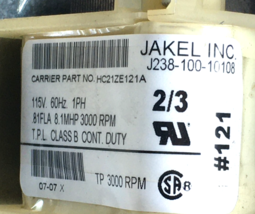 JAKEL INC.
J238-100-10108
CARRIER PART NO. HC21ZE121A
115V. 60Hz. 1PH
.81FLA 8.1MHP 3000 RPM
T.P.L. CLASS B CONT. DUTY
2/3
#121
07-07 X
TP 3000 RPM